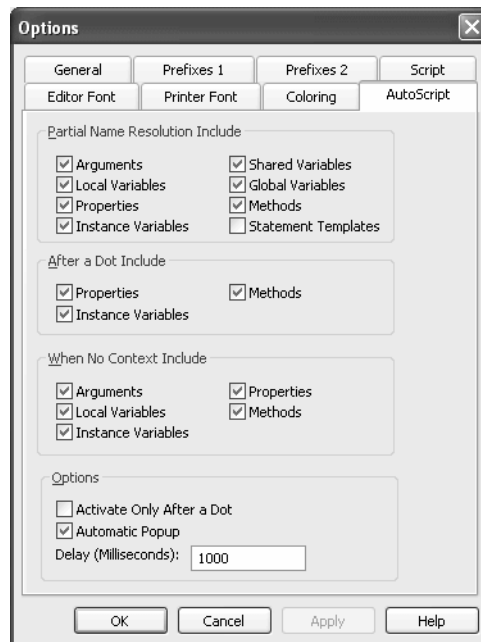 Options
General Prefixes 1 Prefixes 2 Script
Editor Font Printer Font Coloring AutoScript
Partial Name Resolution Include
Arguments Shared Variables
Local Variables Global Variables
Properties Methods
Instance Variables Statement Templates
After a Dot Include
Properties Methods
Instance Variables
When No Context Include
Arguments Properties
Local Variables Methods
Instance Variables
Options
Activate Only After a Dot
Automatic Popup
Delay (Milliseconds): 1000
OK Cancel Apply Help